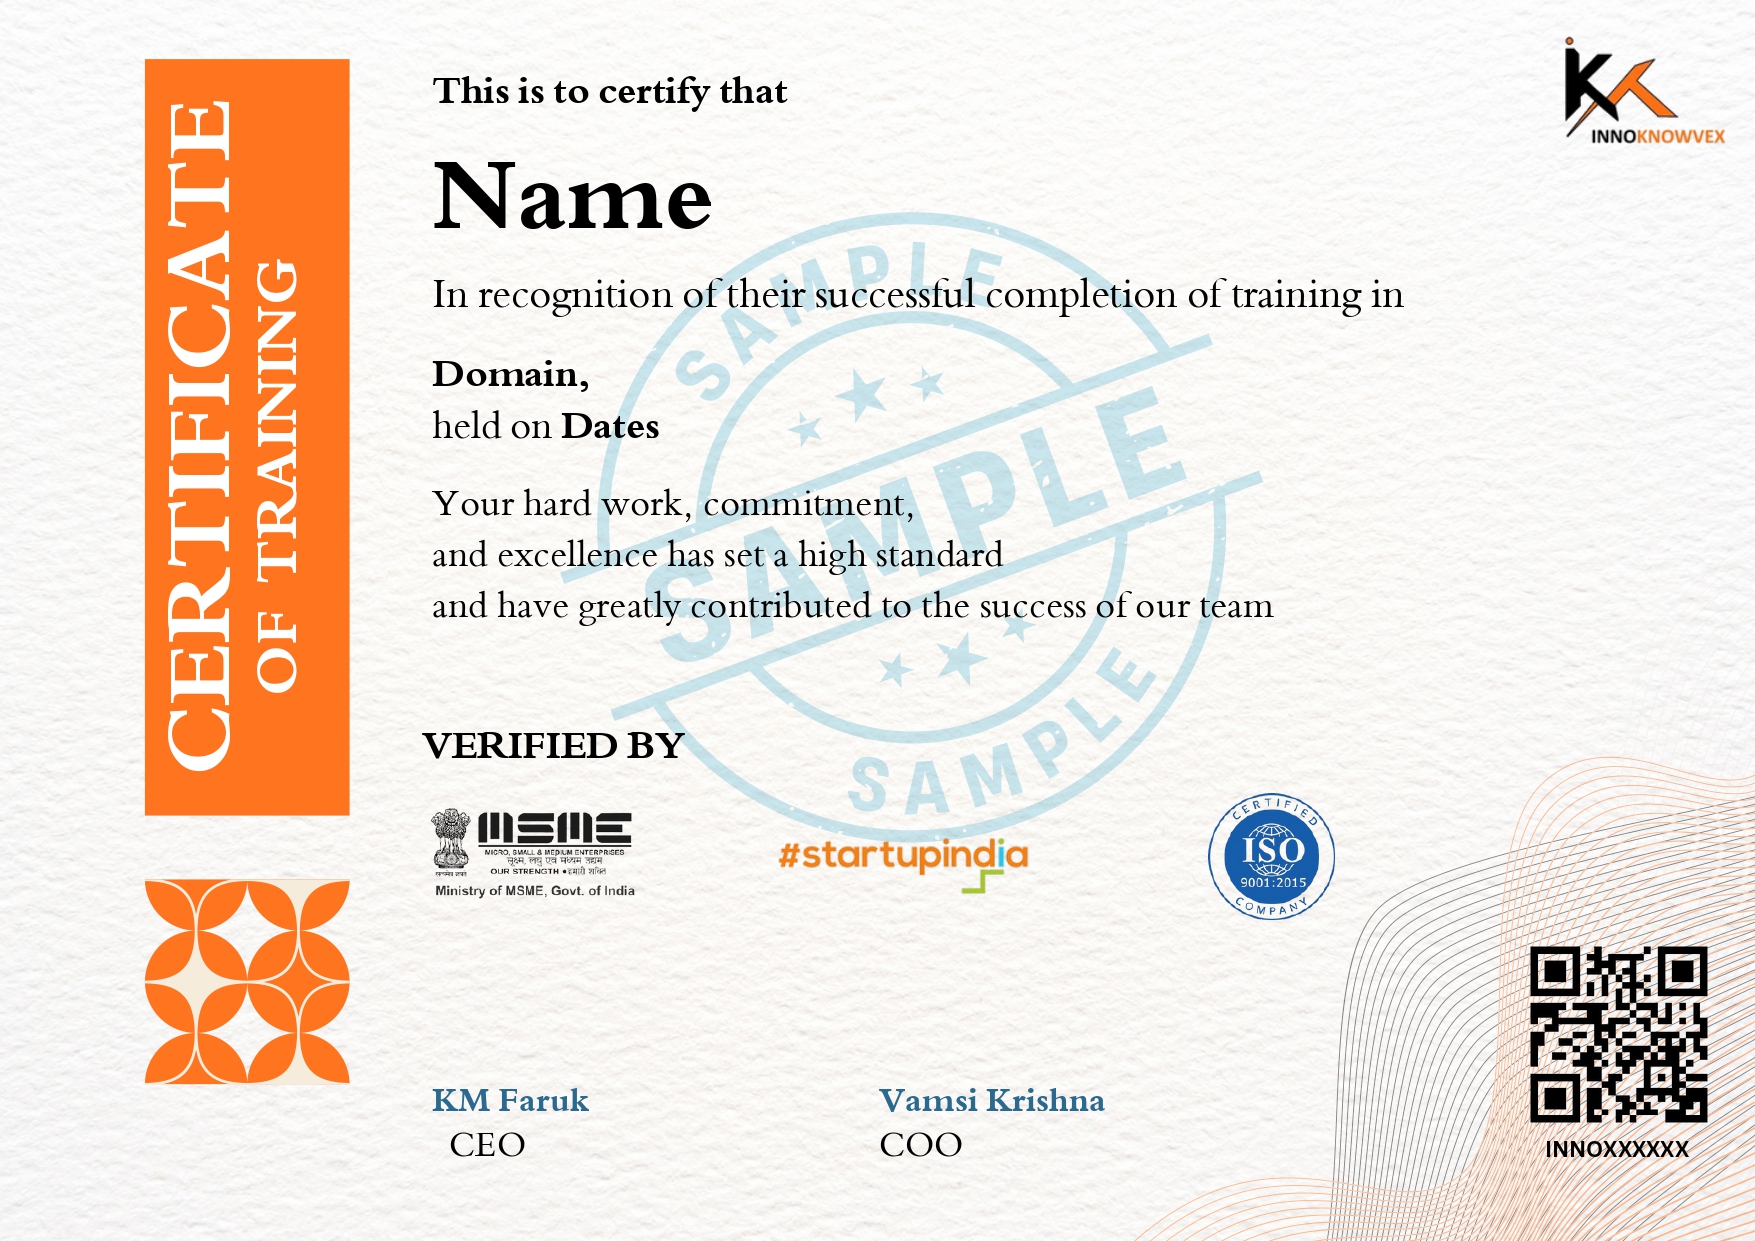 CERTIFICATE
OF TRAINING
This is to certify that
INNOKNOWVEX
Name
In recognition of their successful completion of training in
Domain,
held on Dates
Your hard work, commitment,
and excellence has set a high standard
and have greatly contributed to the success of our team
SAMPLE
SAMPLE
SAMPLE
VERIFIED BY
MSME
MICRO, SMALL & MEDIUM ENTERPRISES
सूक्ष्म, लघु एवं मध्यम उद्यम
OUR STRENGTH • हमारी शक्ति
सत्यमेव जयते
Ministry of MSME, Govt. of India
#startupindia
CERTIFIED
ISO
9001:2015
COMPANY
KM Faruk
CEO
Vamsi Krishna
COO
INNOXXXXXX